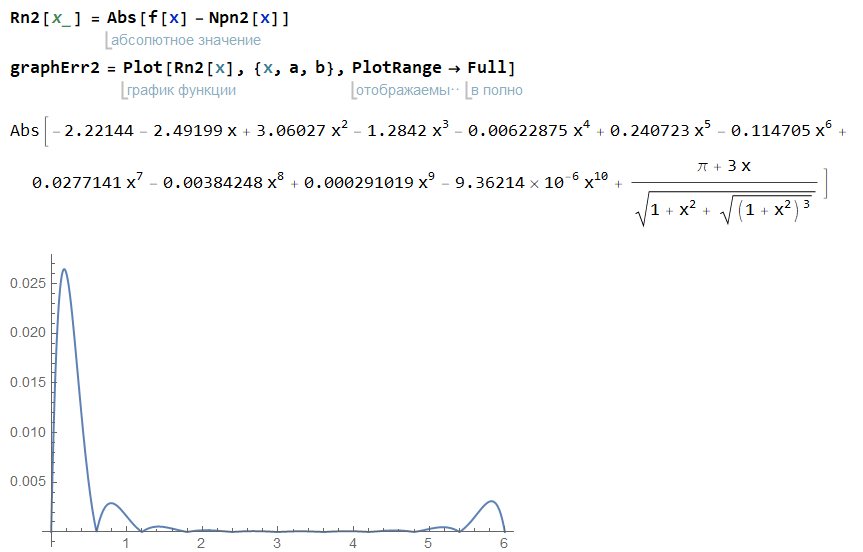 Rn2[x_] = Abs[f[x] - Npn2[x]]
абсолютное значение
graphErr2 = Plot[Rn2[x], {x, a, b}, PlotRange → Full]
график функции отображаемы·· в полно
Abs[- 2.22144 - 2.49199 x + 3.06027 x² - 1.2842 x³ - 0.00622875 x⁴ + 0.240723 x⁵ - 0.114705 x⁶ +
0.0277141 x⁷ - 0.00384248 x⁸ + 0.000291019 x⁹ - 9.36214 × 10⁻⁶ x¹⁰ + (π + 3 x)/√(1 + x² + √((1 + x²)³))]
0.025
0.020
0.015
0.010
0.005
1 2 3 4 5 6